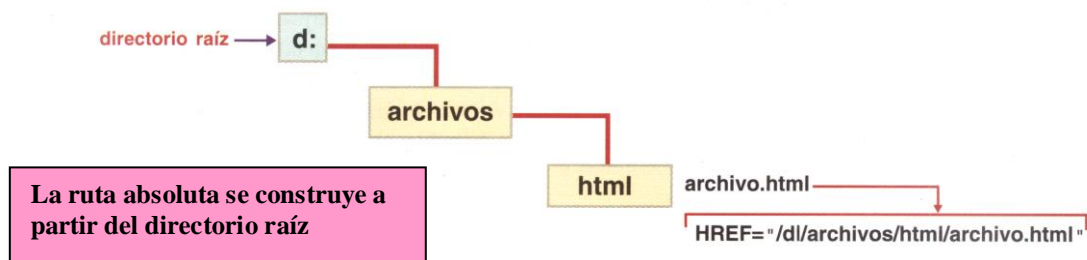 directorio raíz
d:
archivos
html
archivo.html
La ruta absoluta se construye a
partir del directorio raíz
HREF="/dl/archivos/html/archivo.html"